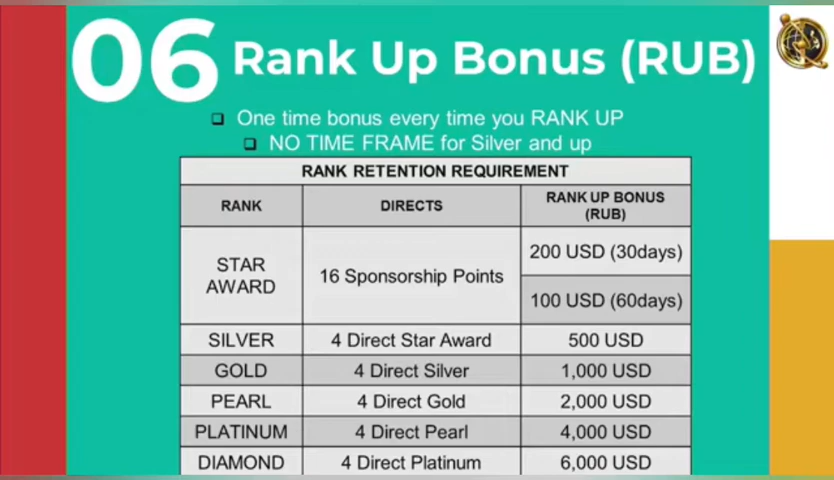 06 Rank Up Bonus (RUB)
One time bonus every time you RANK UP
NO TIME FRAME for Silver and up
RANK RETENTION REQUIREMENT
RANK DIRECTS RANK UP BONUS (RUB)
STAR AWARD 16 Sponsorship Points 200 USD (30days)
100 USD (60days)
SILVER 4 Direct Star Award 500 USD
GOLD 4 Direct Silver 1,000 USD
PEARL 4 Direct Gold 2,000 USD
PLATINUM 4 Direct Pearl 4,000 USD
DIAMOND 4 Direct Platinum 6,000 USD